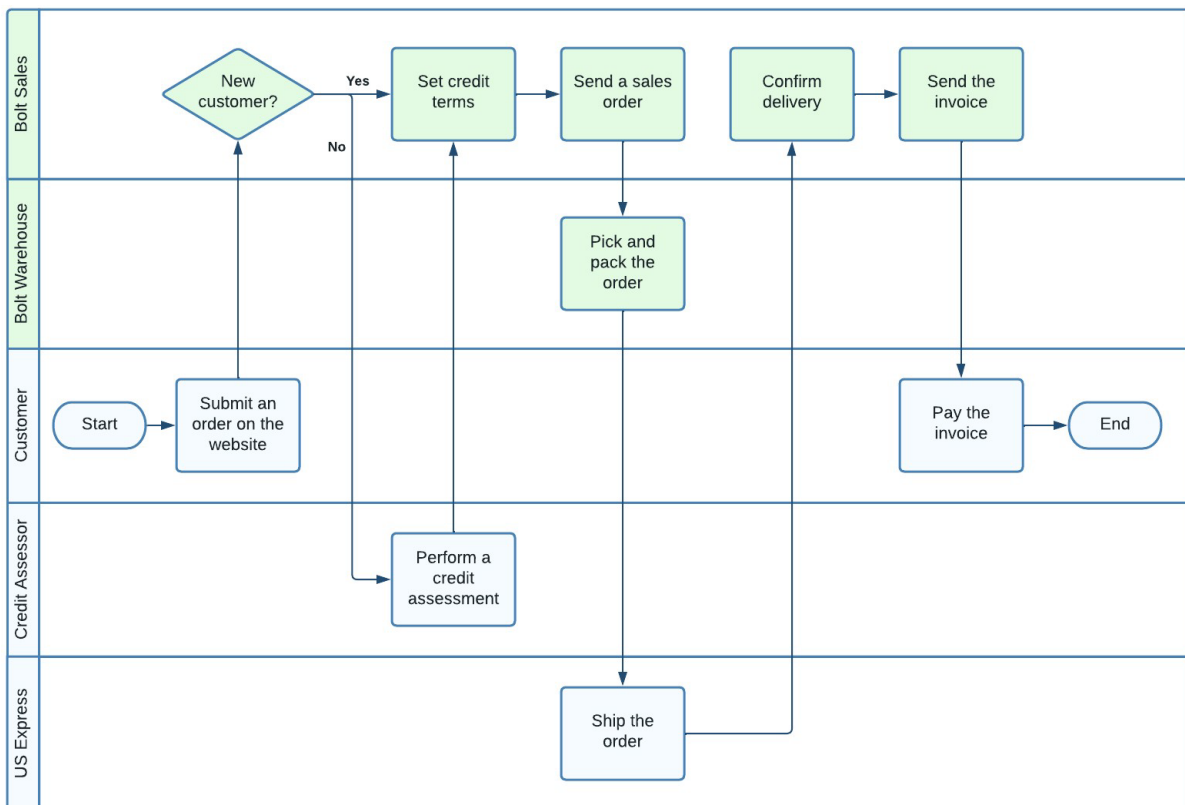 Bolt Sales
New
customer?
Yes
No
Set credit
terms
Send a sales
order
Confirm
delivery
Send the
invoice
Bolt Warehouse
Pick and
pack the
order
Customer
Start
Submit an
order on the
website
Pay the
invoice
End
Credit Assessor
Perform a
credit
assessment
US Express
Ship the
order